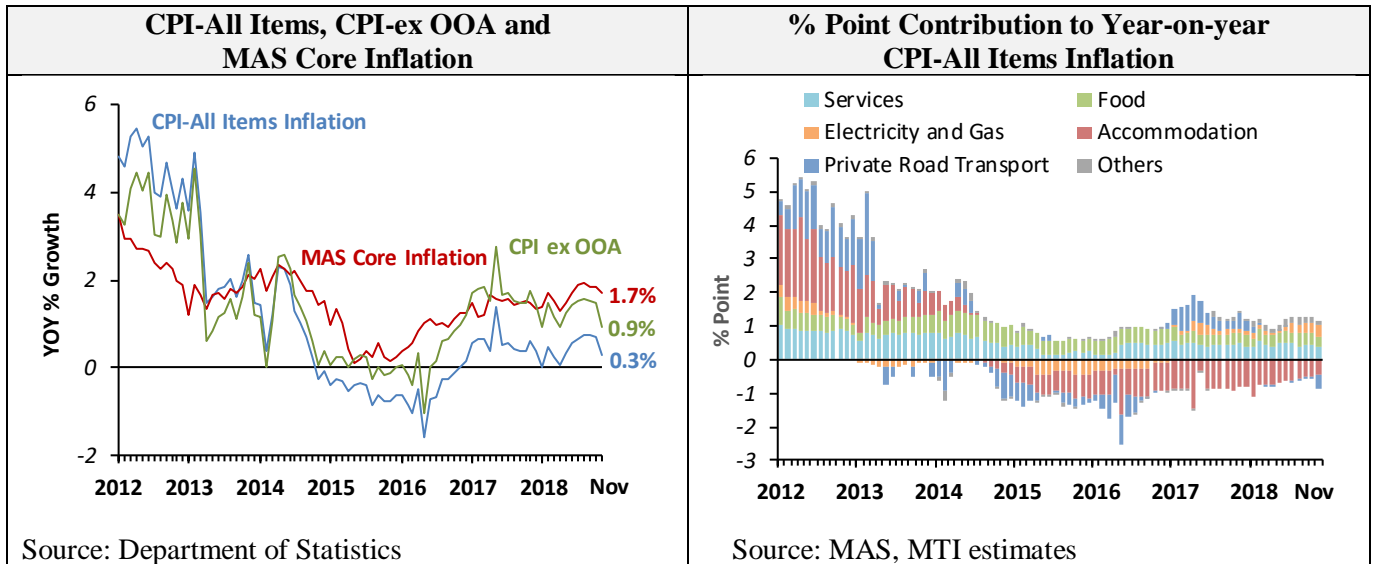 CPI-All Items, CPI-ex OOA and
MAS Core Inflation
6
4
2
0
-2
YOY % Growth
CPI-All Items Inflation
MAS Core Inflation
CPI ex OOA
1.7%
0.9%
0.3%
2012 2013 2014 2015 2016 2017 2018 Nov
Source: Department of Statistics
% Point Contribution to Year-on-year
CPI-All Items Inflation
Services Food
Electricity and Gas Accommodation
Private Road Transport Others
6
5
4
3
2
1
0
-1
-2
-3
% Point
2012 2013 2014 2015 2016 2017 2018 Nov
Source: MAS, MTI estimates